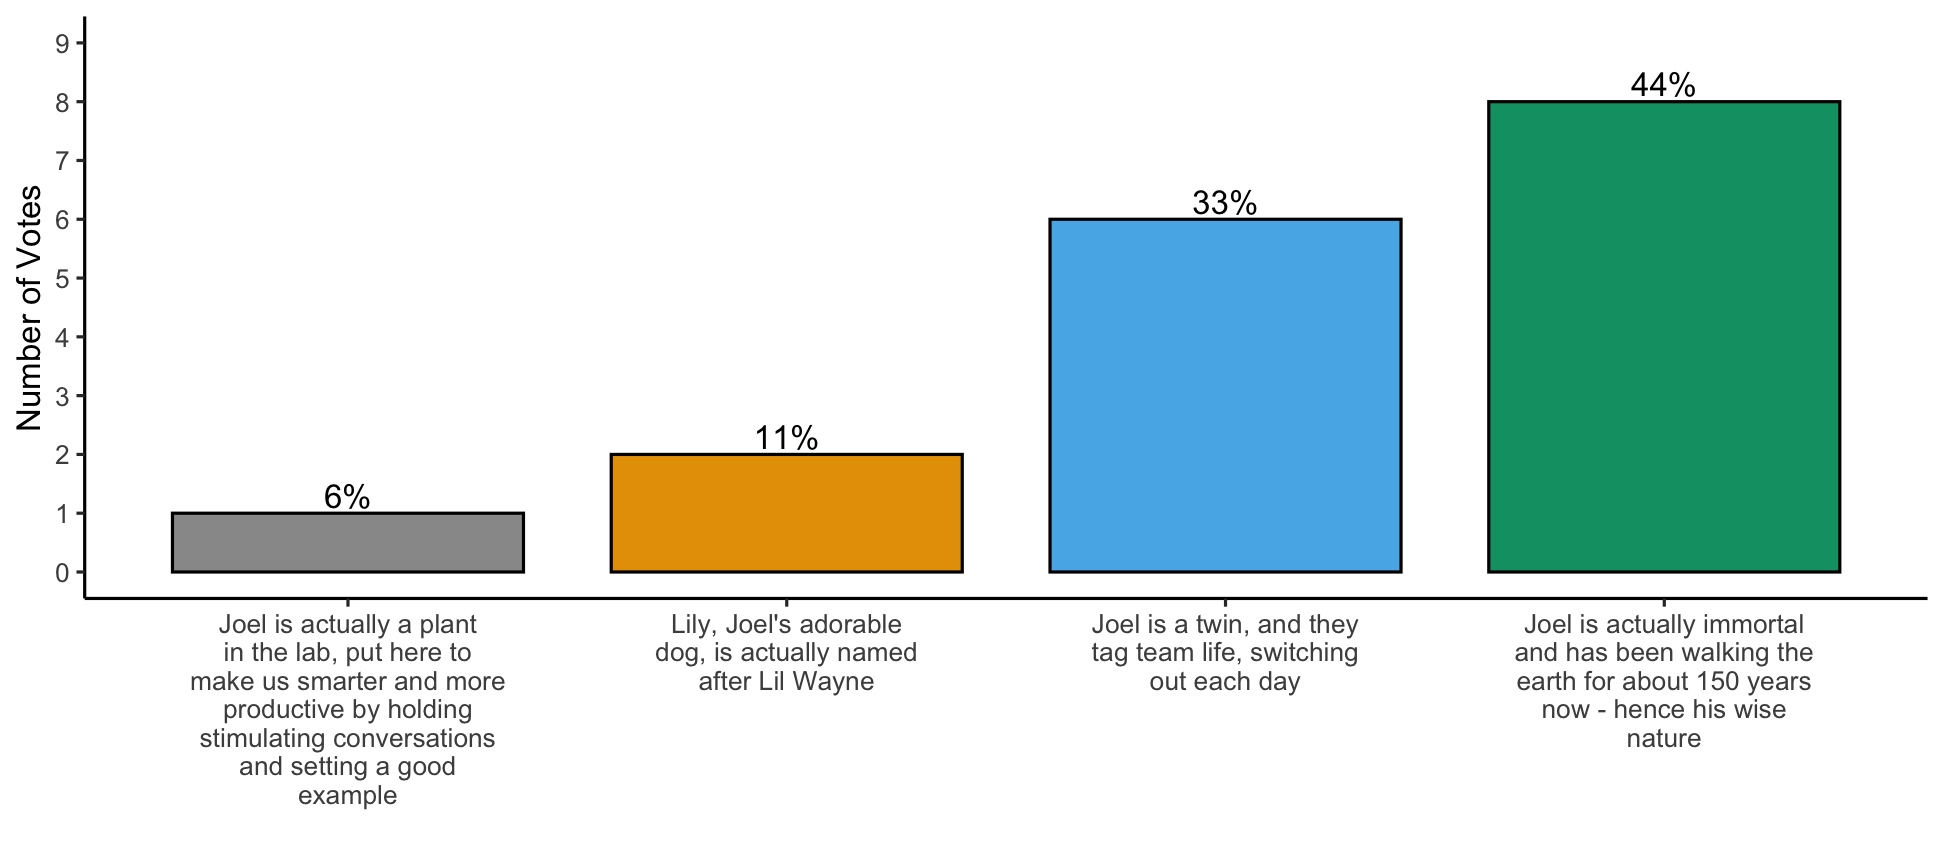 Number of Votes
9
8
7
6
5
4
3
2
1
0
6%
11%
33%
44%
Joel is actually a plant
in the lab, put here to
make us smarter and more
productive by holding
stimulating conversations
and setting a good
example
Lily, Joel's adorable
dog, is actually named
after Lil Wayne
Joel is a twin, and they
tag team life, switching
out each day
Joel is actually immortal
and has been walking the
earth for about 150 years
now - hence his wise
nature